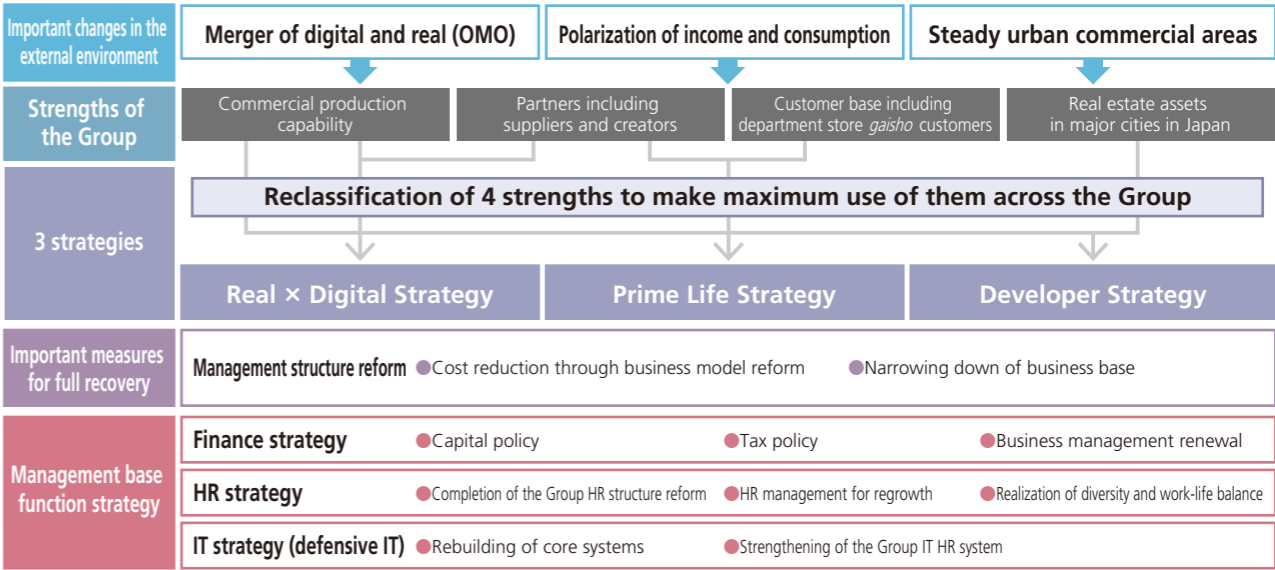 Important changes in the
external environment
Merger of digital and real (OMO)
Polarization of income and consumption
Steady urban commercial areas
Strengths of
the Group
Commercial production
capability
Partners including
suppliers and creators
Customer base including
department store gaisho customers
Real estate assets
in major cities in Japan
3 strategies
Reclassification of 4 strengths to make maximum use of them across the Group
Real × Digital Strategy
Prime Life Strategy
Developer Strategy
Important measures
for full recovery
Management structure reform ●Cost reduction through business model reform ●Narrowing down of business base
Management base
function strategy
Finance strategy ●Capital policy ●Tax policy ●Business management renewal
HR strategy ●Completion of the Group HR structure reform ●HR management for regrowth ●Realization of diversity and work-life balance
IT strategy (defensive IT) ●Rebuilding of core systems ●Strengthening of the Group IT HR system